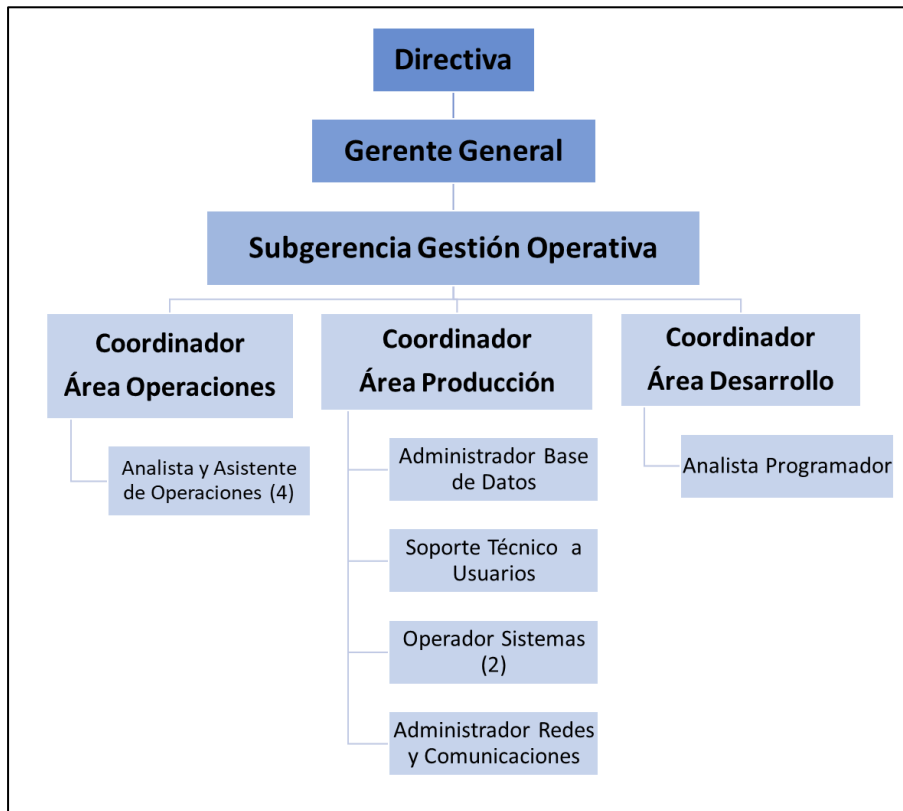 Directiva
Gerente General
Subgerencia Gestión Operativa
Coordinador
Área Operaciones
Analista y Asistente
de Operaciones (4)
Coordinador
Área Producción
Administrador Base
de Datos
Soporte Técnico a
Usuarios
Operador Sistemas
(2)
Administrador Redes
y Comunicaciones
Coordinador
Área Desarrollo
Analista Programador